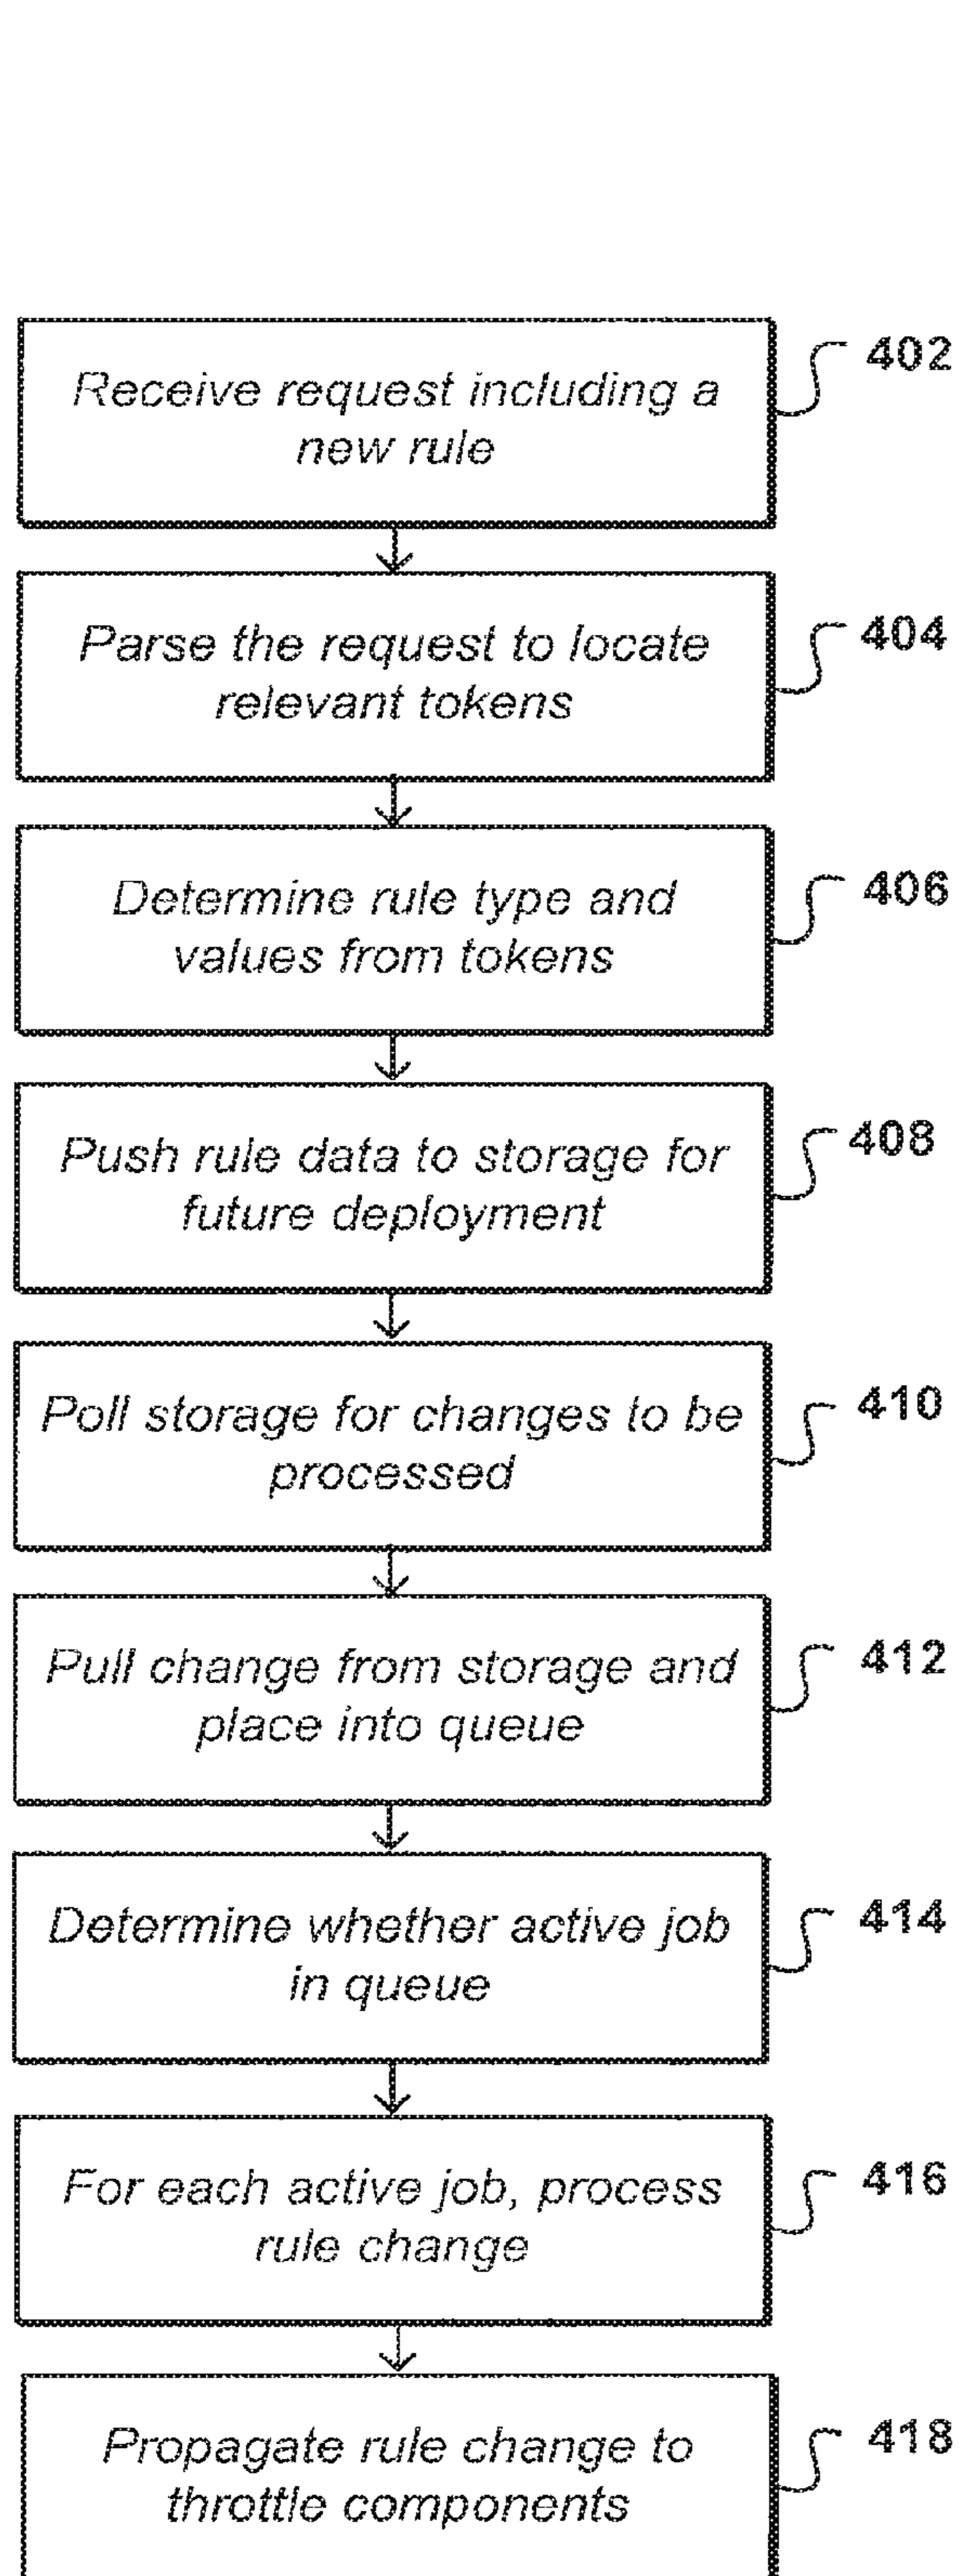 Receive request including a
new rule
402
Parse the request to locate
relevant tokens
404
Determine rule type and
values from tokens
406
Push rule data to storage for
future deployment
408
Poll storage for changes to be
processed
410
Pull change from storage and
place into queue
412
Determine whether active job
in queue
414
For each active job, process
rule change
416
Propagate rule change to
throttle components
418